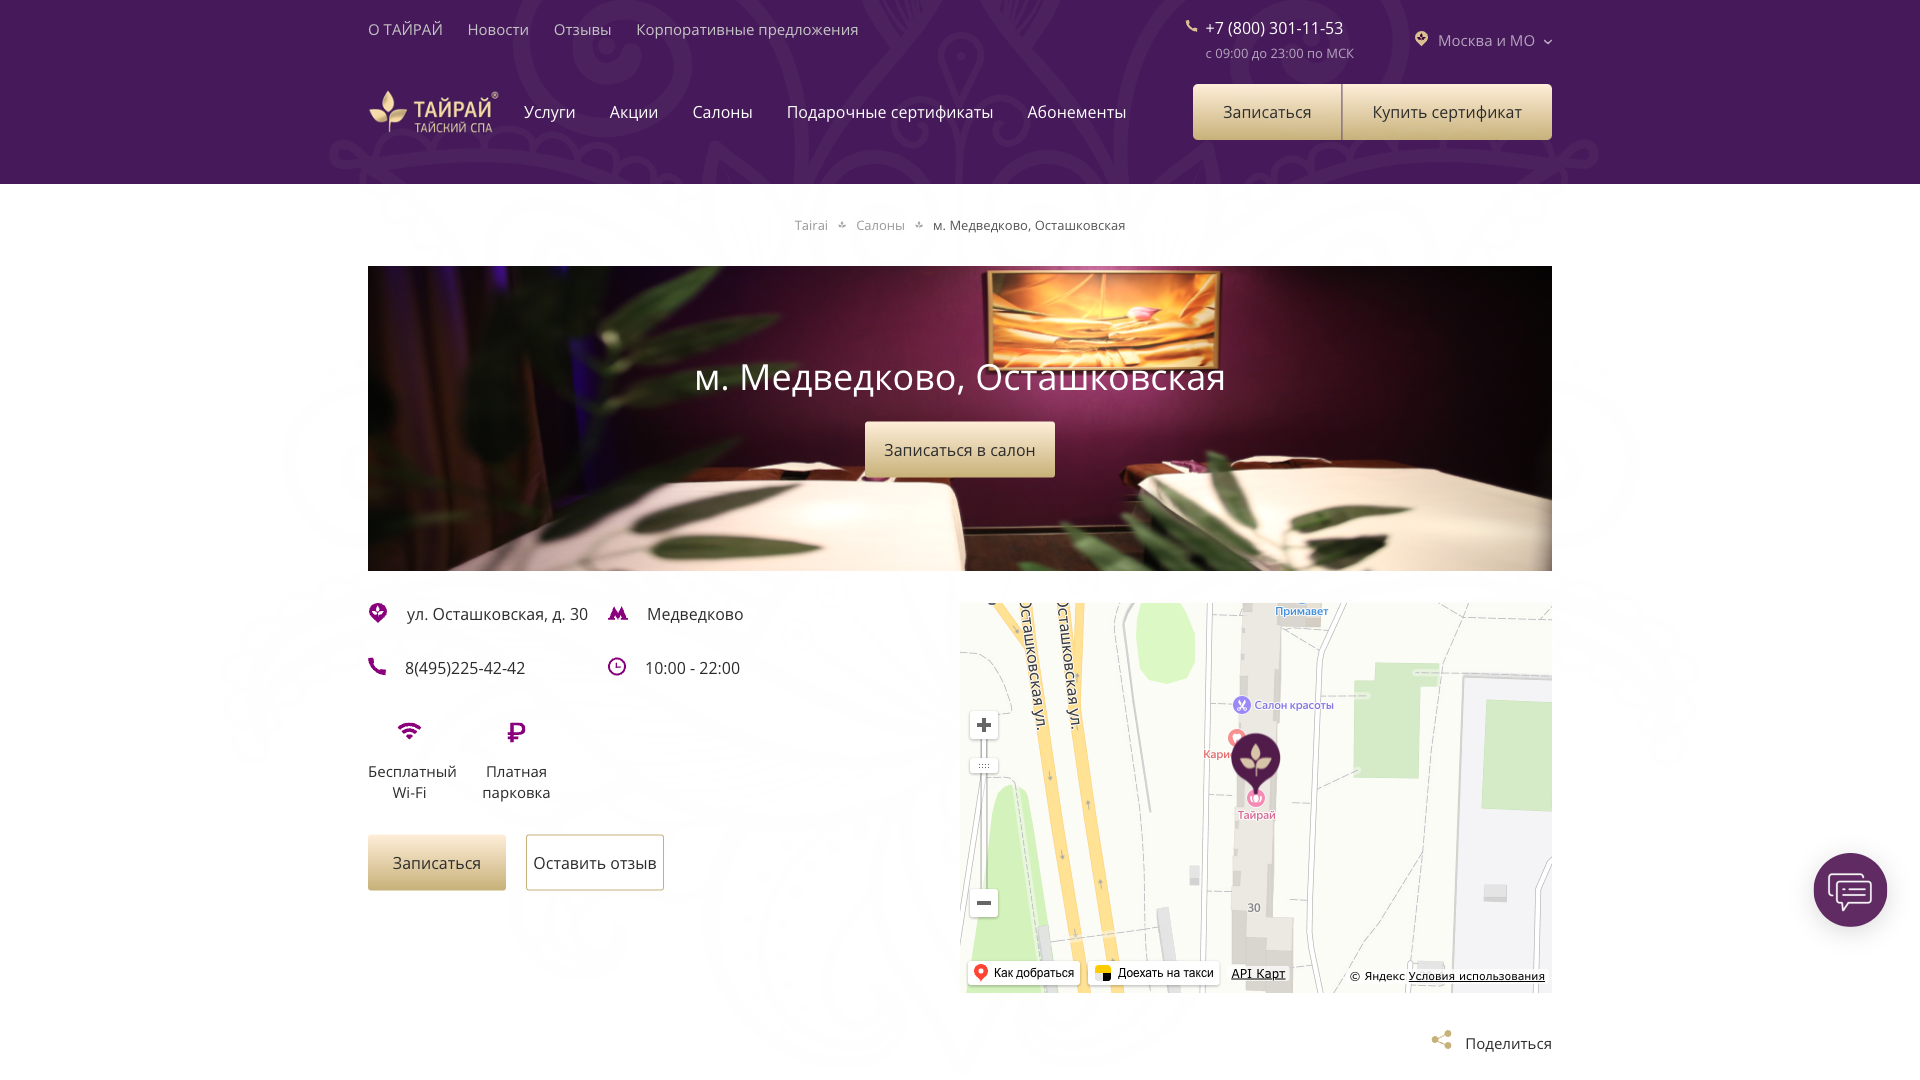 О ТАЙРАЙ Новости Отзывы Корпоративные предложения
+7 (800) 301-11-53
с 09:00 до 23:00 по МСК
Москва и МО
ТАЙРАЙ®
ТАЙСКИЙ СПА
Услуги Акции Салоны Подарочные сертификаты Абонементы
Записаться Купить сертификат
Tairai Салоны м. Медведково, Осташковская
м. Медведково, Осташковская
Записаться в салон
ул. Осташковская, д. 30 Медведково
8(495)225-42-42 10:00 - 22:00
Бесплатный
Wi-Fi
Платная
парковка
Записаться Оставить отзыв
Примавет
Осташковская ул.
Осташковская ул.
Салон красоты
Тайрай
30
Как добраться Доехать на такси API Карт
© Яндекс Условия использования
Поделиться